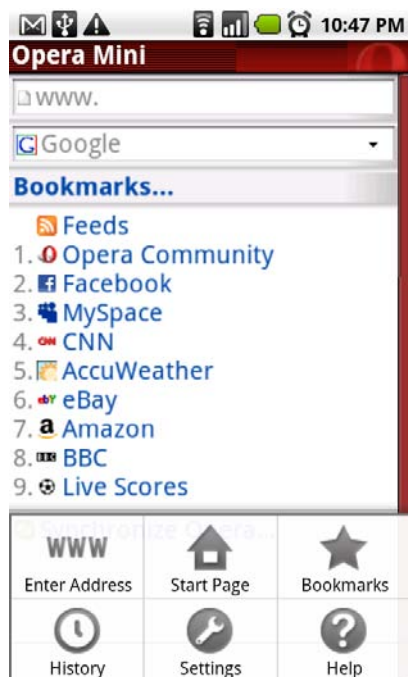 10:47 PM
Opera Mini
www.
Google
Bookmarks...
Feeds
1. Opera Community
2. Facebook
3. MySpace
4. CNN
5. AccuWeather
6. eBay
7. Amazon
8. BBC
9. Live Scores
Synchronize Opera...
WWW
Enter Address Start Page Bookmarks
History Settings Help